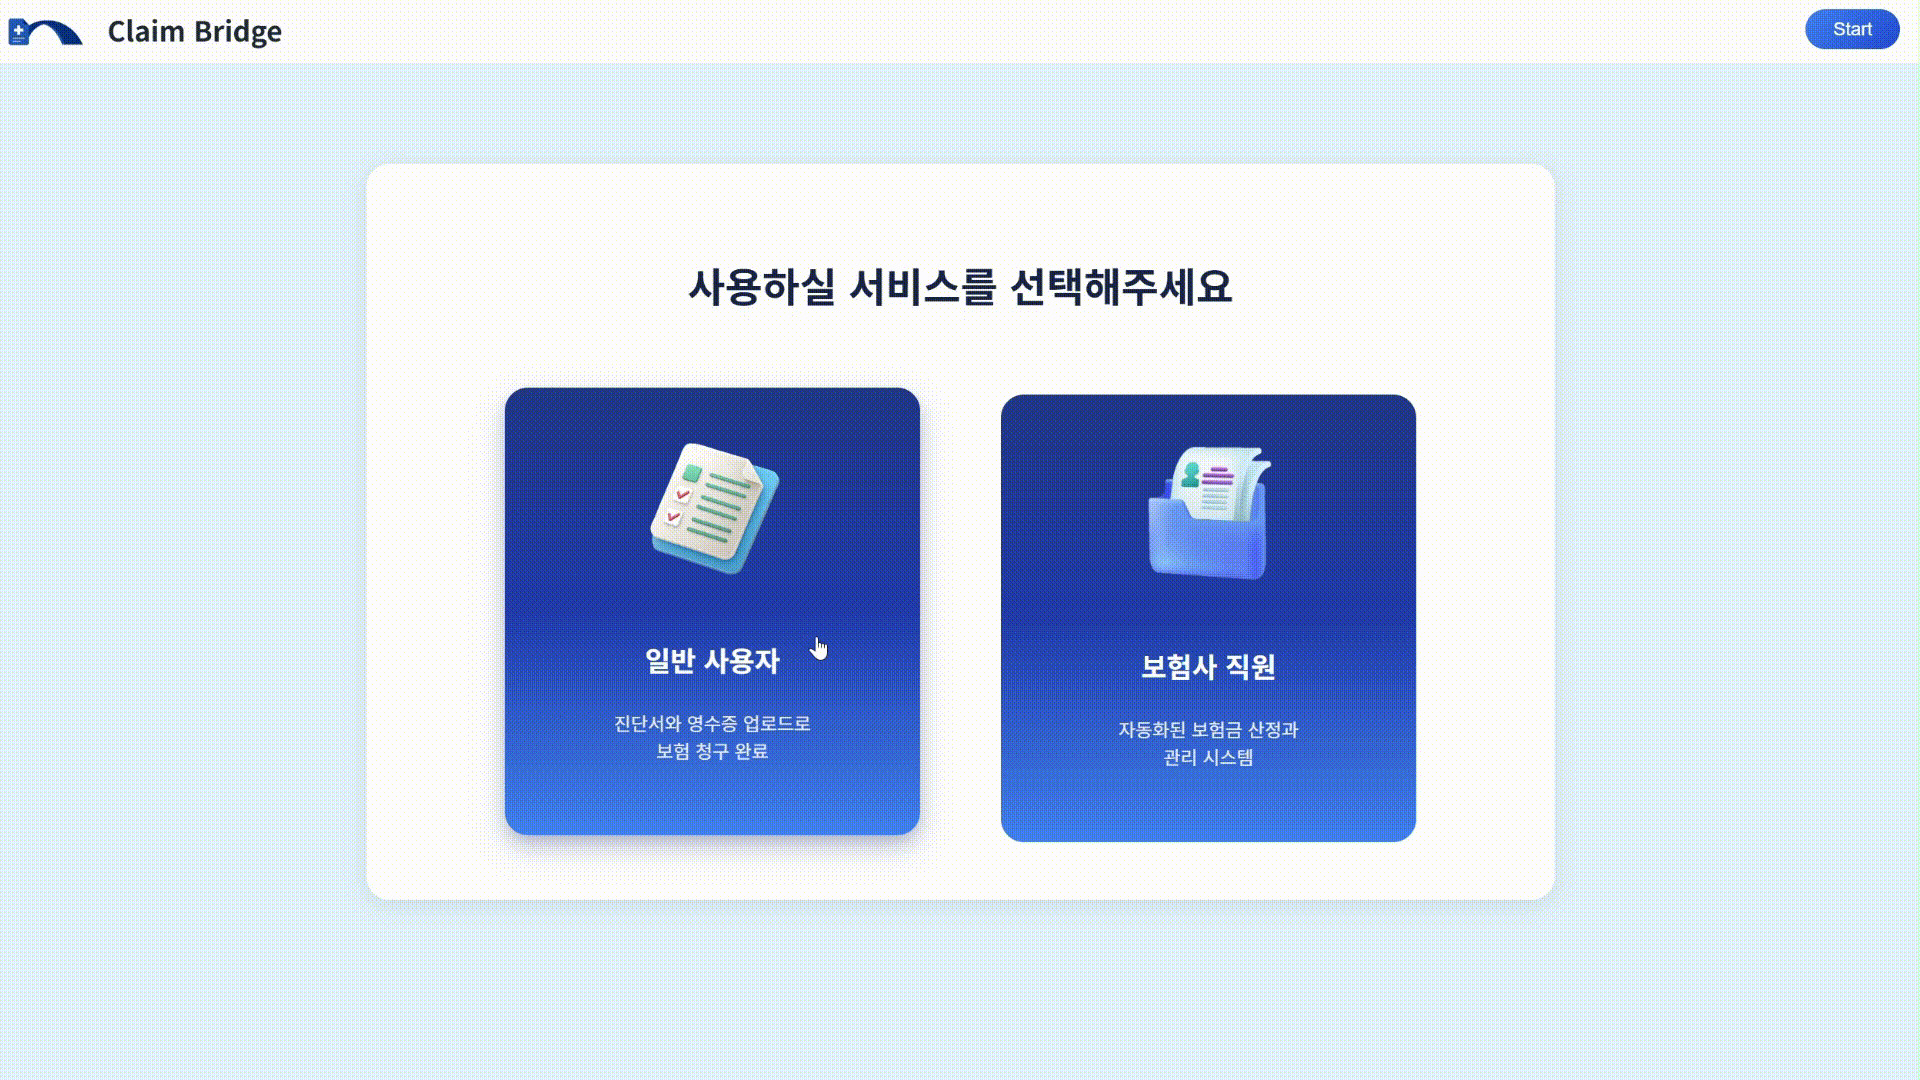 Claim Bridge
Start
사용하실 서비스를 선택해주세요
일반 사용자
진단서와 영수증 업로드로
보험 청구 완료
보험사 직원
자동화된 보험금 산정과
관리 시스템